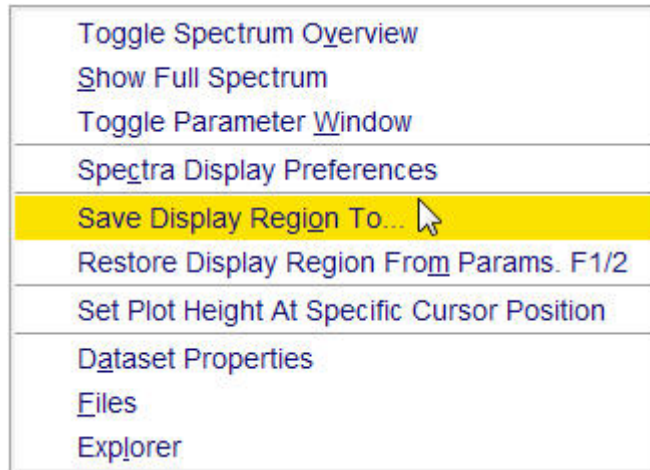 Toggle Spectrum Overview
Show Full Spectrum
Toggle Parameter Window
Spectra Display Preferences
Save Display Region To...
Restore Display Region From Params. F1/2
Set Plot Height At Specific Cursor Position
Dataset Properties
Files
Explorer